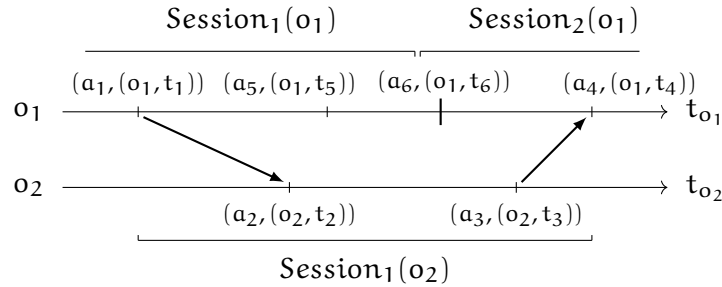 Session₁(o₁) Session₂(o₁)
(a₁,(o₁,t₁)) (a₅,(o₁,t₅)) (a₆,(o₁,t₆)) (a₄,(o₁,t₄))
o₁ t_{o₁}
o₂ t_{o₂}
(a₂,(o₂,t₂)) (a₃,(o₂,t₃))
Session₁(o₂)